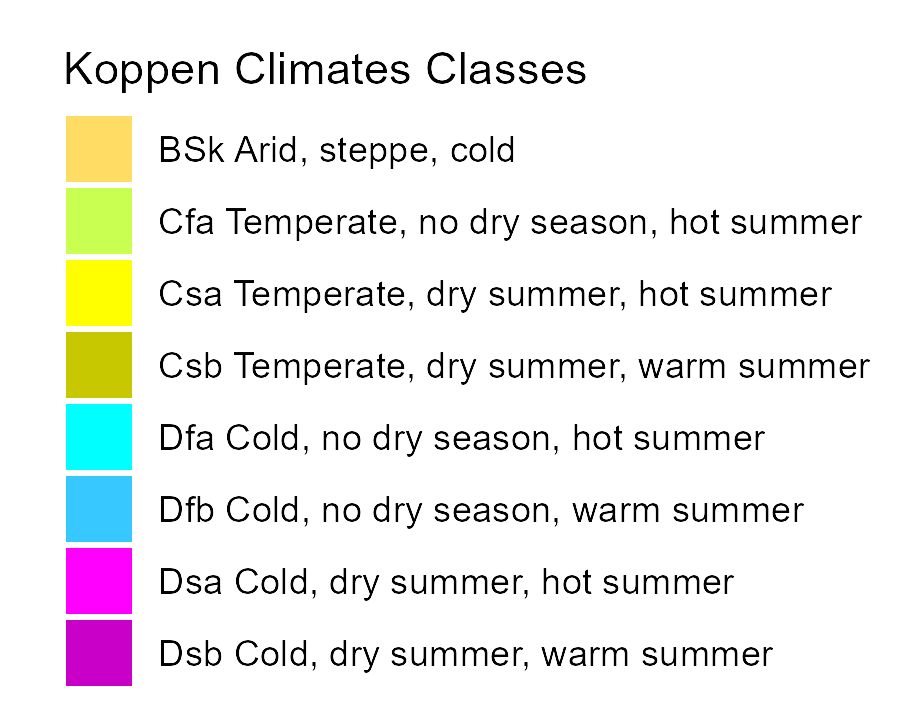 Koppen Climates Classes
BSk Arid, steppe, cold
Cfa Temperate, no dry season, hot summer
Csa Temperate, dry summer, hot summer
Csb Temperate, dry summer, warm summer
Dfa Cold, no dry season, hot summer
Dfb Cold, no dry season, warm summer
Dsa Cold, dry summer, hot summer
Dsb Cold, dry summer, warm summer